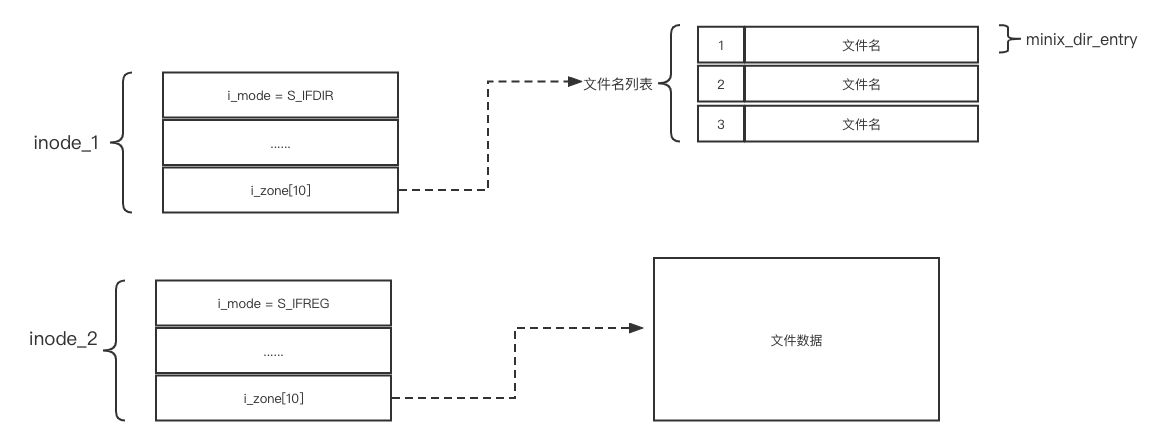 inode_1
i_mode = S_IFDIR
......
i_zone[10]
文件名列表
1 文件名
2 文件名
3 文件名
minix_dir_entry
inode_2
i_mode = S_IFREG
......
i_zone[10]
文件数据